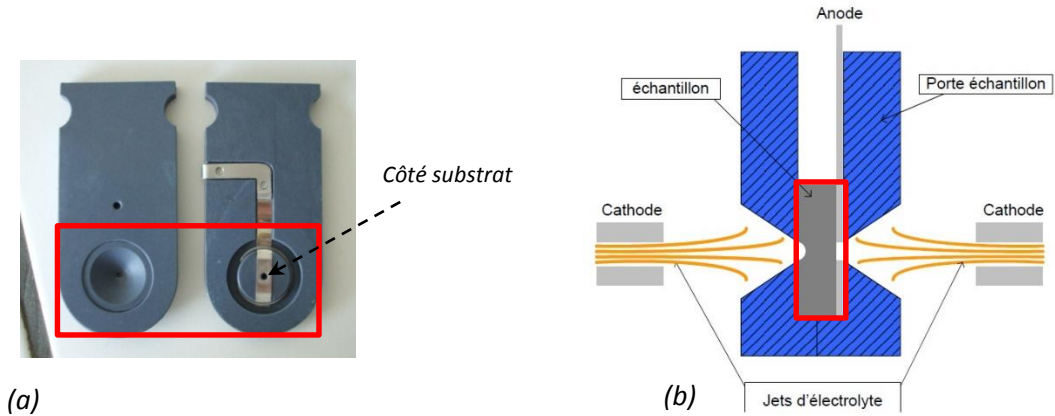 Côté substrat
(a)
Anode
échantillon
Porte échantillon
Cathode
Cathode
(b)
Jets d'électrolyte